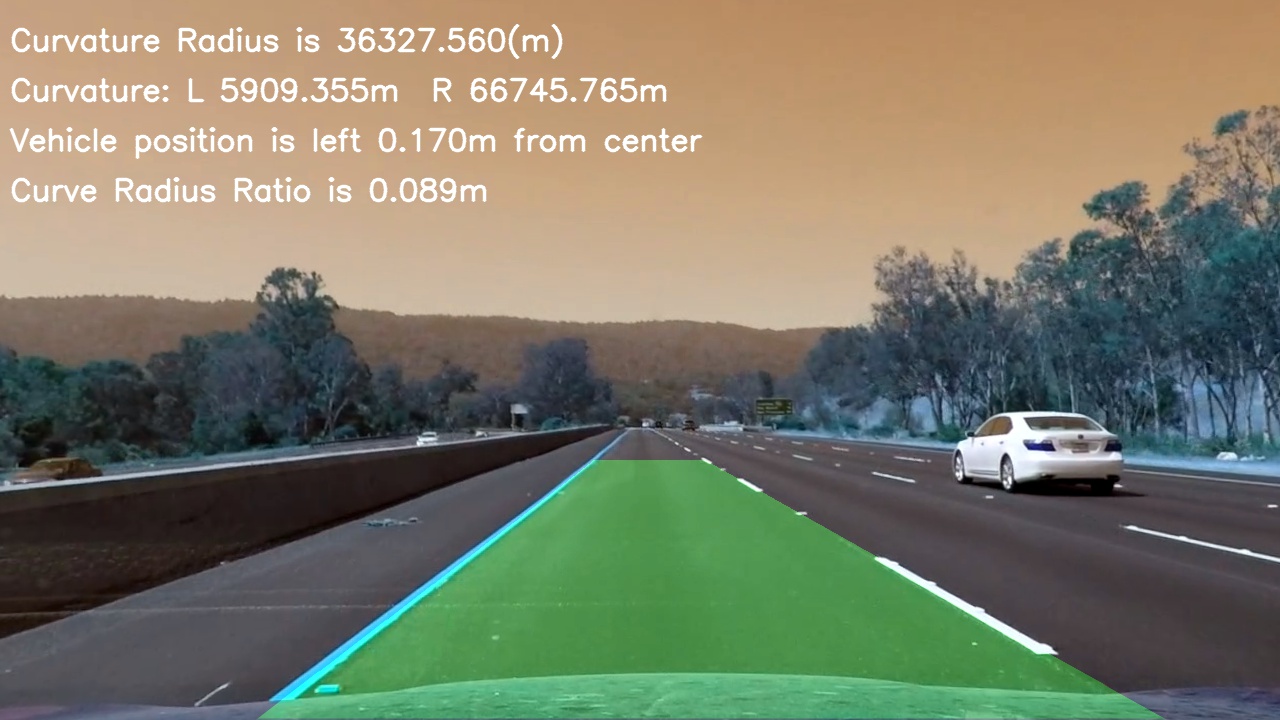 Curvature Radius is 36327.560(m)
Curvature: L 5909.355m R 66745.765m
Vehicle position is left 0.170m from center
Curve Radius Ratio is 0.089m